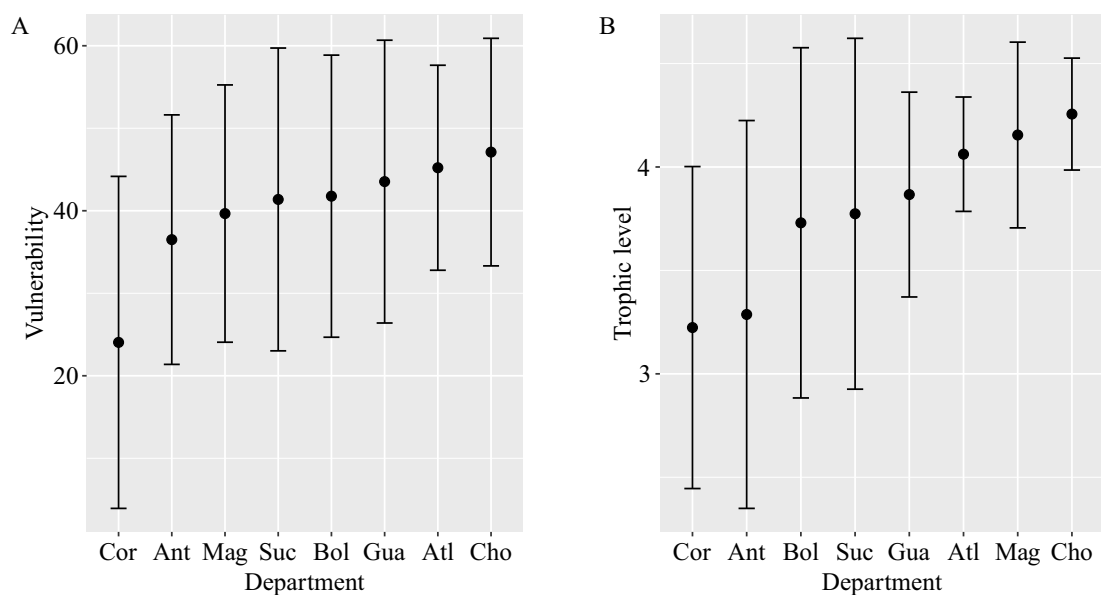 A
Vulnerability
60
40
20
Cor Ant Mag Suc Bol Gua Atl Cho
Department
B
Trophic level
4
3
Cor Ant Bol Suc Gua Atl Mag Cho
Department